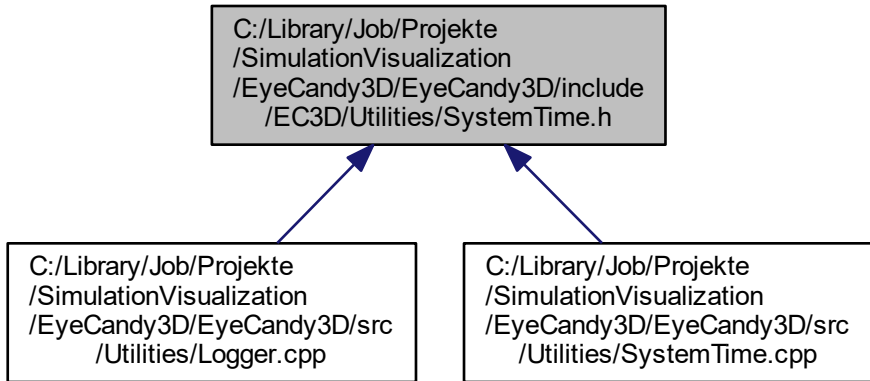 C:/Library/Job/Projekte
/SimulationVisualization
/EyeCandy3D/EyeCandy3D/include
/EC3D/Utilities/SystemTime.h
C:/Library/Job/Projekte
/SimulationVisualization
/EyeCandy3D/EyeCandy3D/src
/Utilities/Logger.cpp
C:/Library/Job/Projekte
/SimulationVisualization
/EyeCandy3D/EyeCandy3D/src
/Utilities/SystemTime.cpp